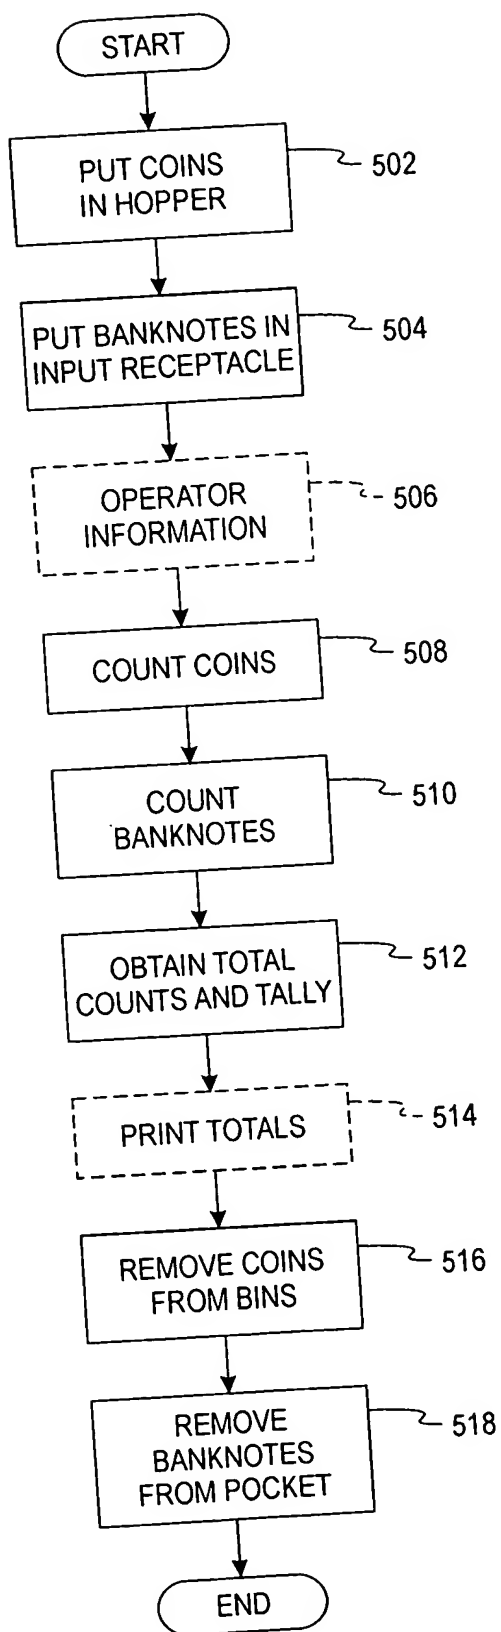 START
PUT COINS
IN HOPPER
502
PUT BANKNOTES IN
INPUT RECEPTACLE
504
OPERATOR
INFORMATION
506
COUNT COINS
508
COUNT
BANKNOTES
510
OBTAIN TOTAL
COUNTS AND TALLY
512
PRINT TOTALS
514
REMOVE COINS
FROM BINS
516
REMOVE
BANKNOTES
FROM POCKET
518
END